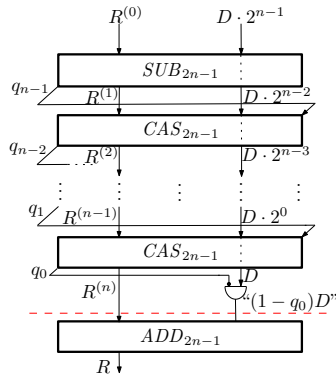 R^{(0)} D · 2^{n−1}
SUB_{2n−1}
q_{n−1} R^{(1)} D · 2^{n−2}
CAS_{2n−1}
q_{n−2} R^{(2)} D · 2^{n−3}
q_1 R^{(n−1)} D · 2^0
CAS_{2n−1}
q_0 D
R^{(n)} “(1 − q_0)D”
ADD_{2n−1}
R